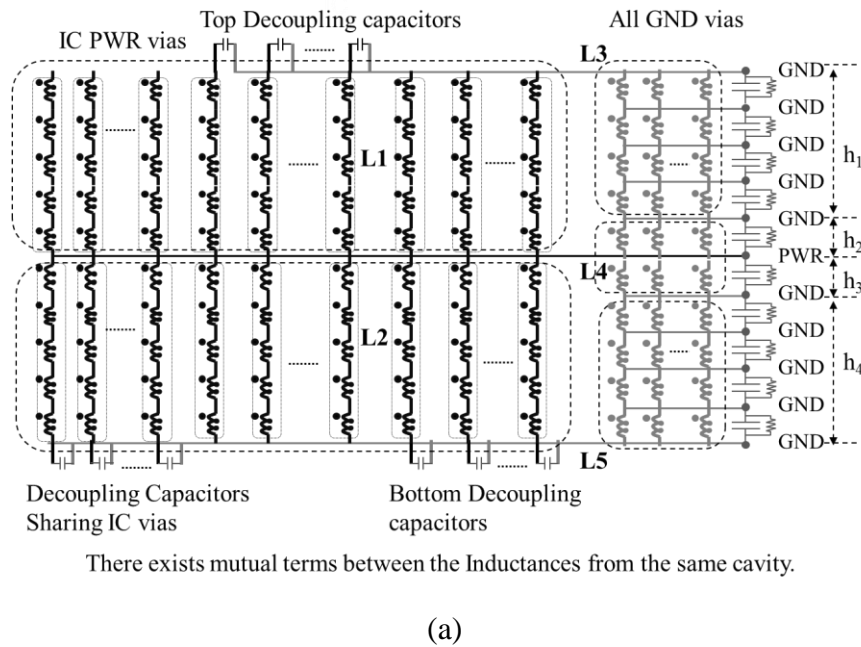 Top Decoupling capacitors
All GND vias
IC PWR vias
L3
GND
GND
GND
L1
h1
GND
GND
h2
PWR
L4
h3
GND
GND
L2
GND
h4
GND
GND
L5
Decoupling Capacitors
Sharing IC vias
Bottom Decoupling
capacitors
There exists mutual terms between the Inductances from the same cavity.
(a)